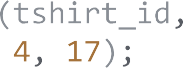 (tshirt_id,
4, 17);